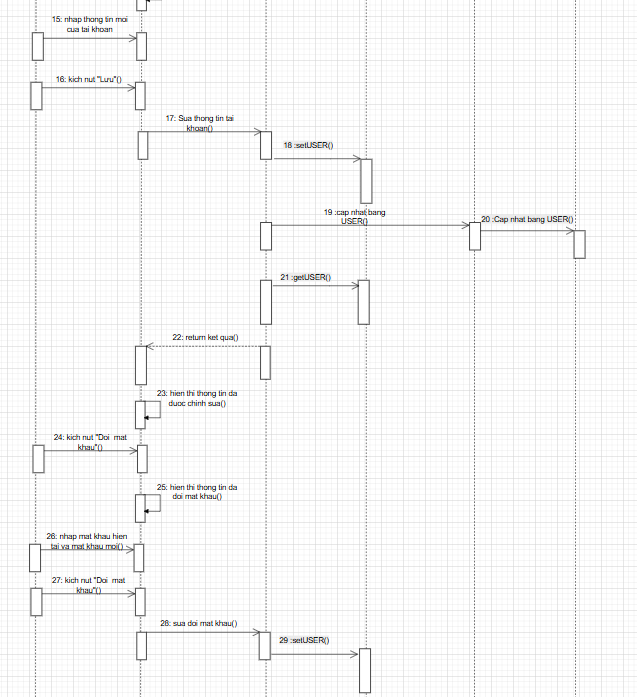 15: nhap thong tin moi
cua tai khoan
16: kich nut "Lưu"()
17: Sua thong tin tai
khoan()
18 :setUSER()
19 :cap nhat bang
USER()
20 :Cap nhat bang USER()
21 :getUSER()
22: return ket qua()
23: hien thi thong tin da
duoc chinh sua()
24: kich nut "Doi  mat
khau"()
25: hien thi thong tin da
doi mat khau()
26: nhap mat khau hien
tai va mat khau moi()
27: kich nut "Doi  mat
khau"()
28: sua doi mat khau()
29 :setUSER()